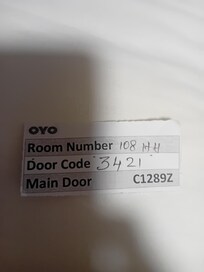 OYO
Room Number 108 HH
Door Code 3421
Main Door C1289Z